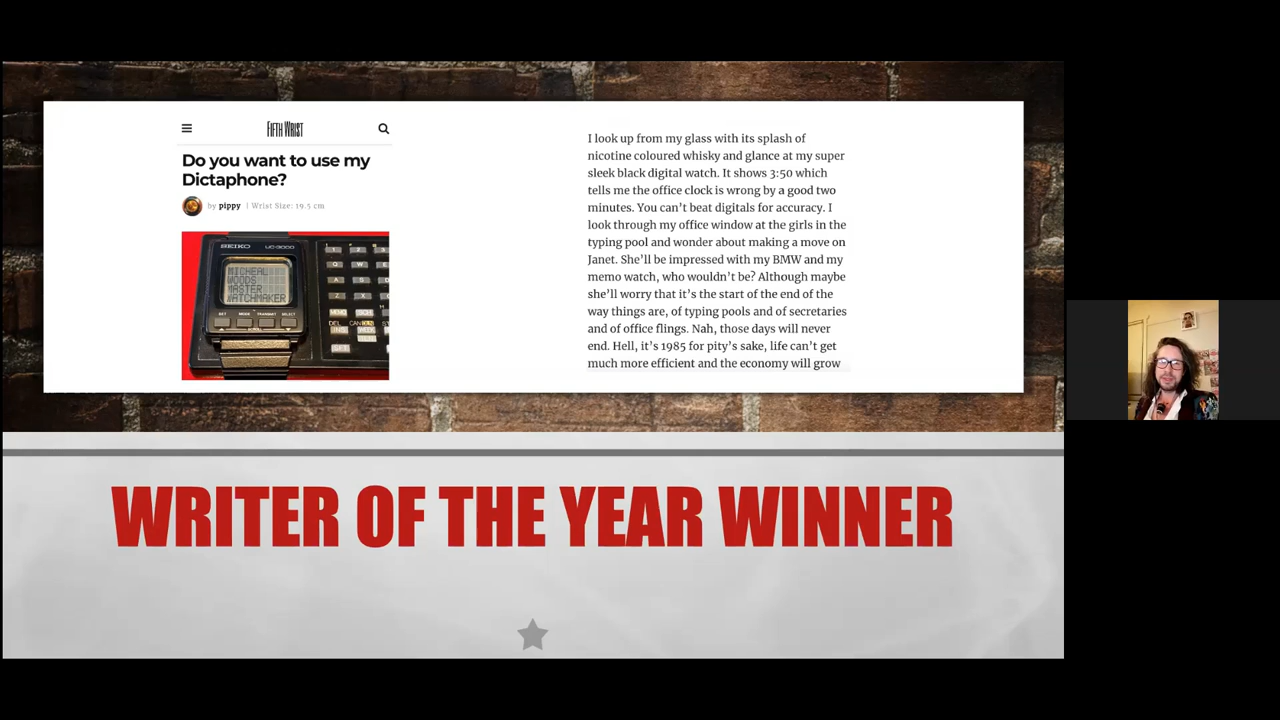 FIFTH WRIST
Do you want to use my
Dictaphone?
by pippy | Wrist Size: 19.5 cm
SEIKO UC-3000
MICHEAL
WOODS
MASTER
WATCHMAKER
SET MODE TRANSMIT SELECT
I look up from my glass with its splash of
nicotine coloured whisky and glance at my super
sleek black digital watch. It shows 3:50 which
tells me the office clock is wrong by a good two
minutes. You can’t beat digitals for accuracy. I
look through my office window at the girls in the
typing pool and wonder about making a move on
Janet. She’ll be impressed with my BMW and my
memo watch, who wouldn’t be? Although maybe
she’ll worry that it’s the start of the end of the
way things are, of typing pools and of secretaries
and of office flings. Nah, those days will never
end. Hell, it’s 1985 for pity’s sake, life can’t get
much more efficient and the economy will grow
WRITER OF THE YEAR WINNER